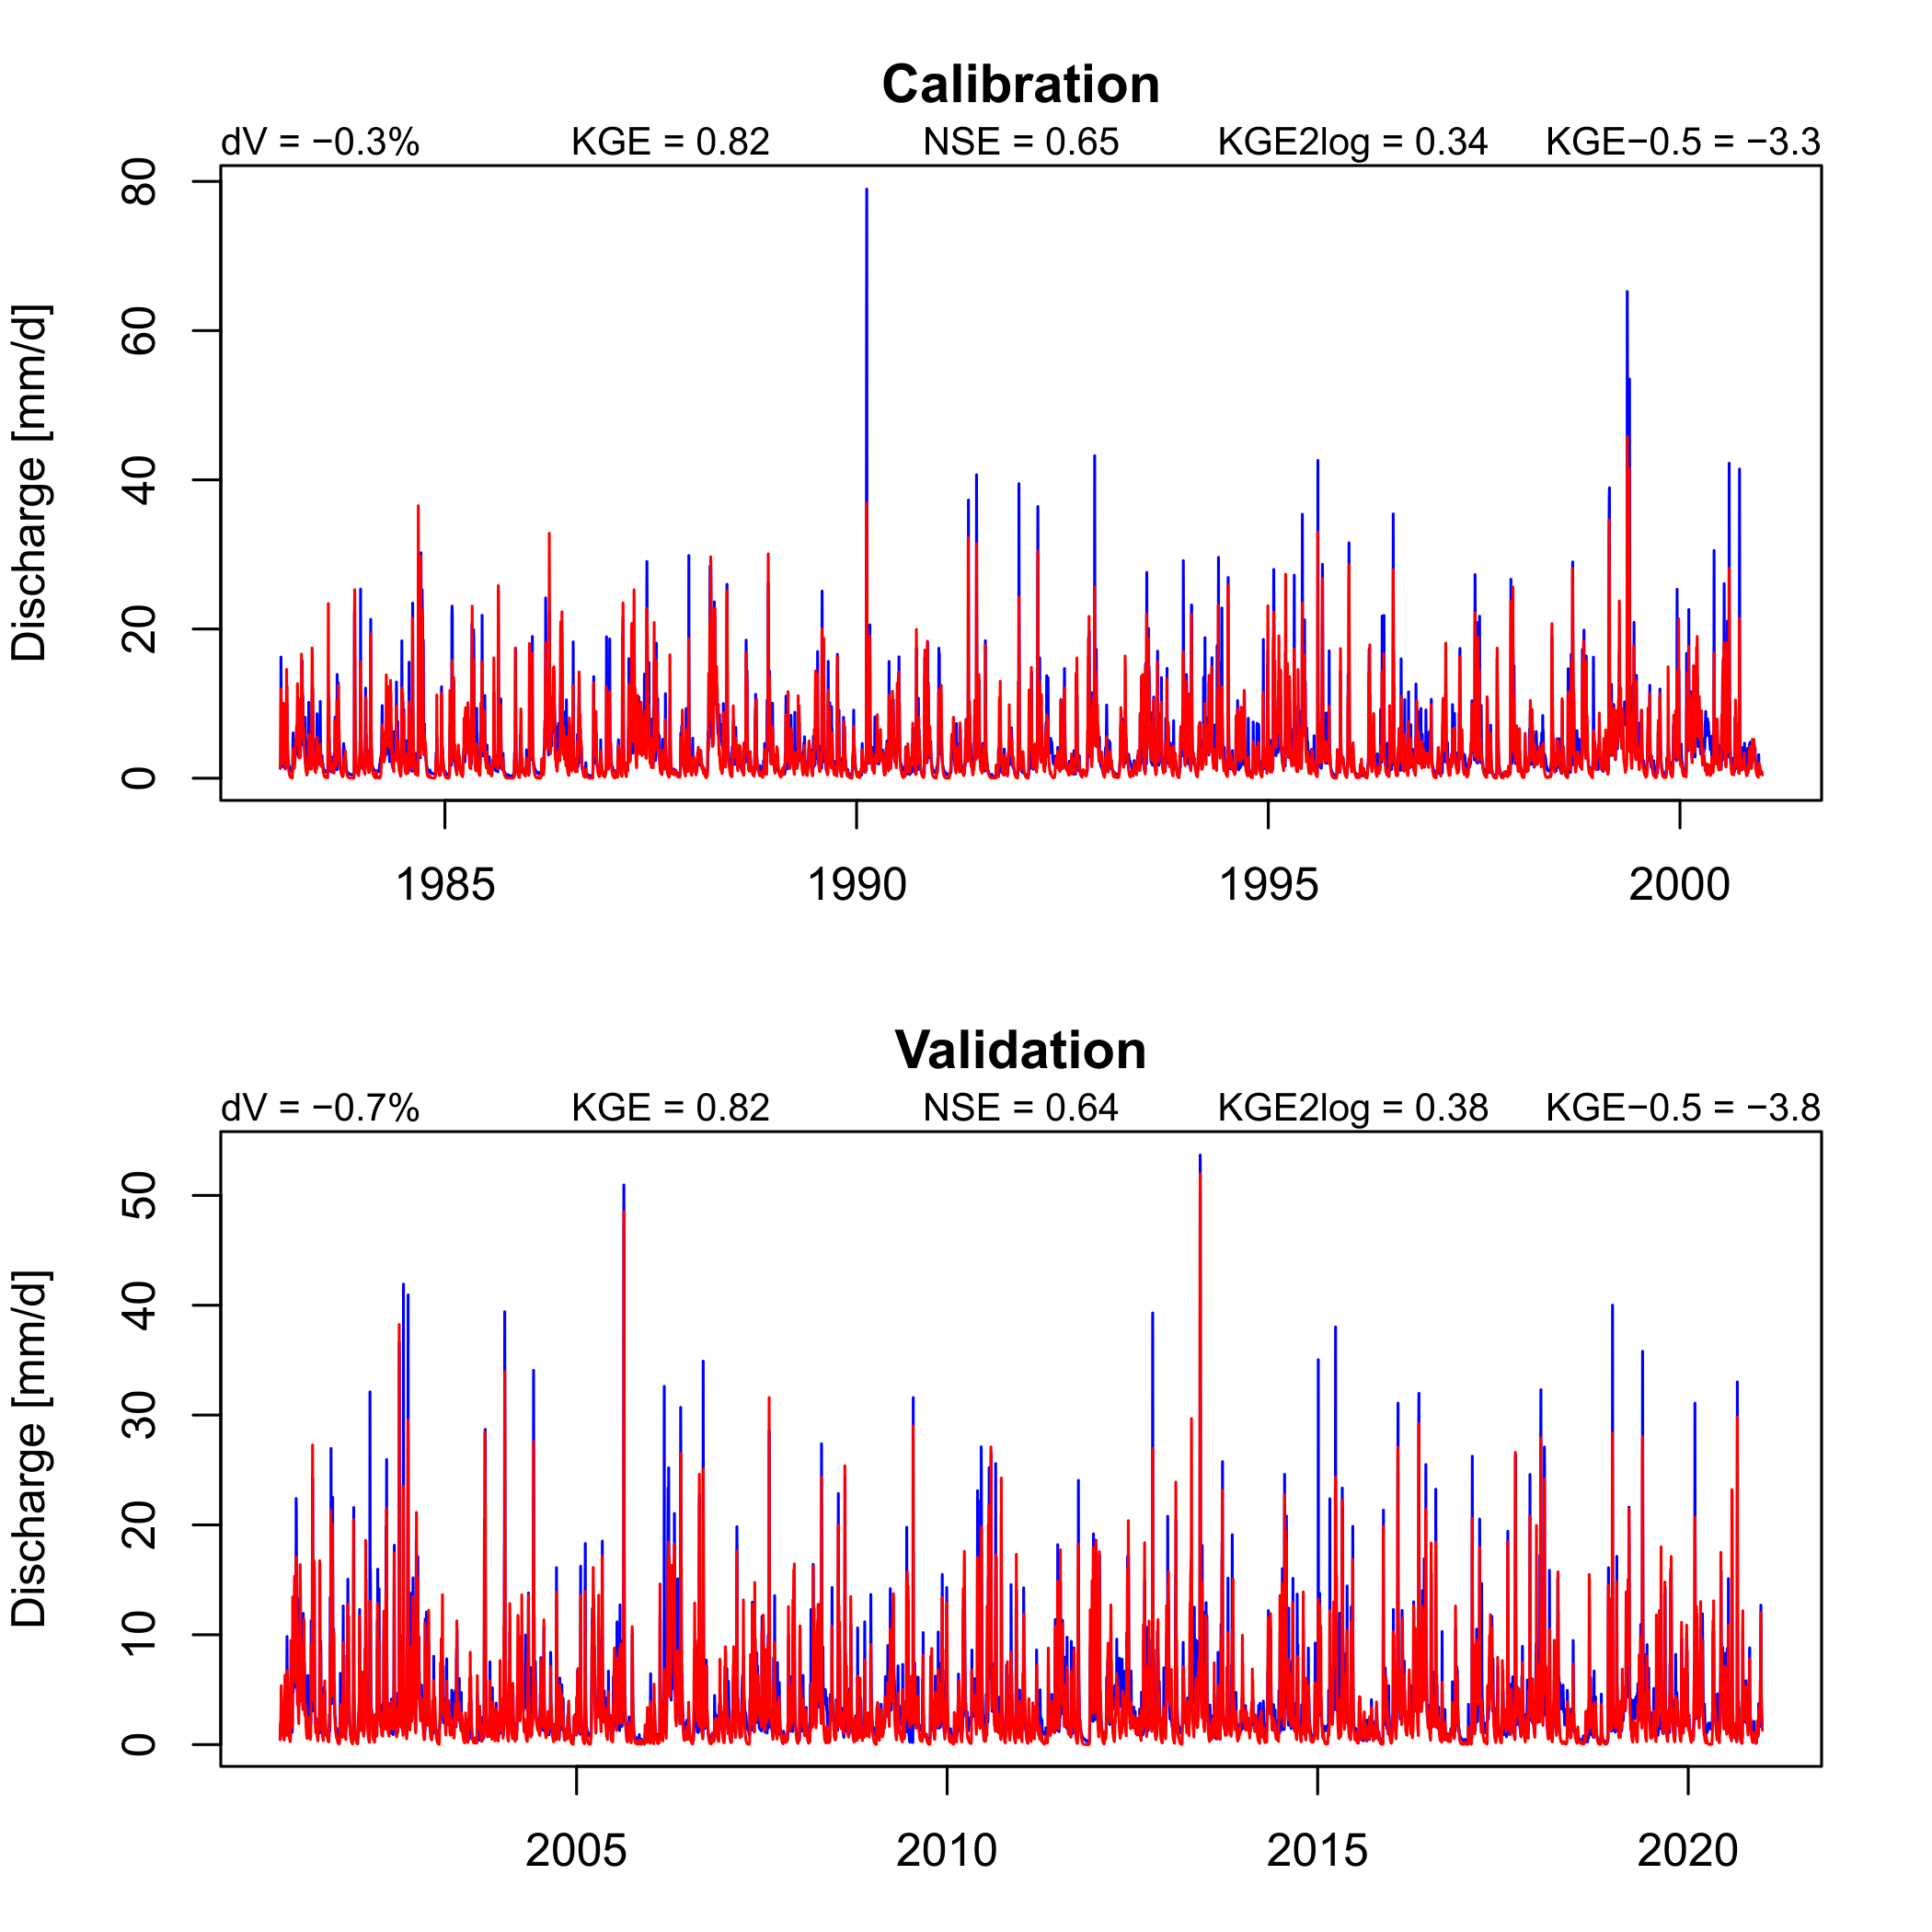 Calibration
dV = −0.3% KGE = 0.82 NSE = 0.65 KGE2log = 0.34 KGE−0.5 = −3.3
Discharge [mm/d]
80
60
40
20
0
1985 1990 1995 2000
Validation
dV = −0.7% KGE = 0.82 NSE = 0.64 KGE2log = 0.38 KGE−0.5 = −3.8
Discharge [mm/d]
50
40
30
20
10
0
2005 2010 2015 2020